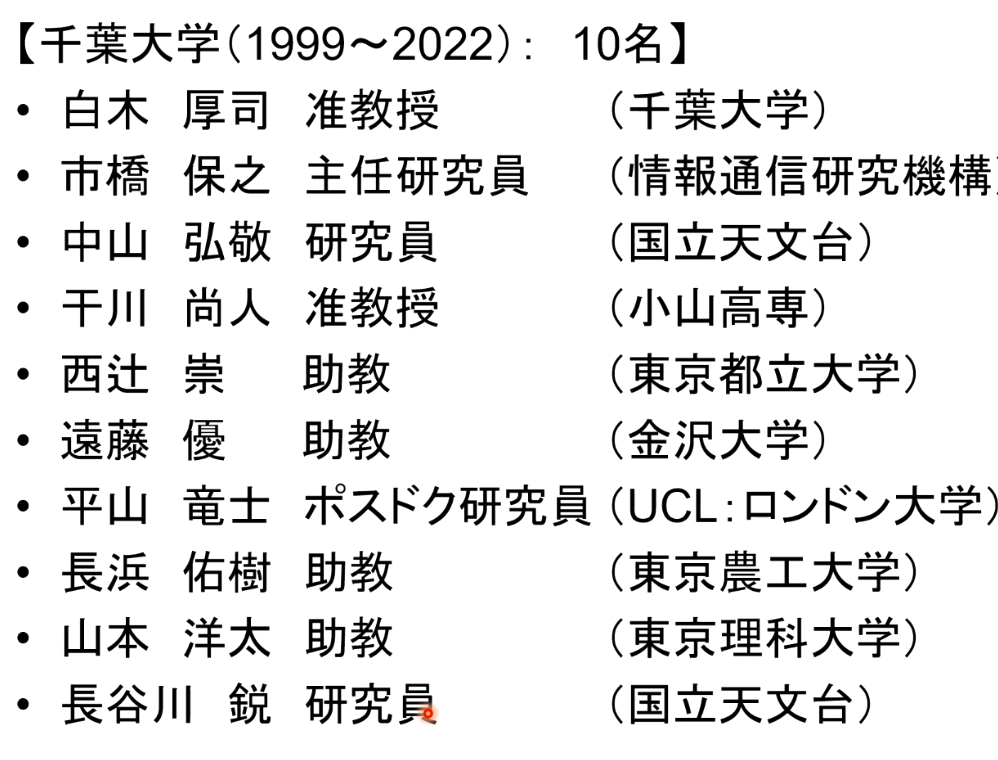 【千葉大学(1999～2022): 10名】
• 白木 厚司 准教授 (千葉大学)
• 市橋 保之 主任研究員 (情報通信研究機構)
• 中山 弘敬 研究員 (国立天文台)
• 干川 尚人 准教授 (小山高専)
• 西辻 崇 助教 (東京都立大学)
• 遠藤 優 助教 (金沢大学)
• 平山 竜士 ポスドク研究員 (UCL:ロンドン大学)
• 長浜 佑樹 助教 (東京農工大学)
• 山本 洋太 助教 (東京理科大学)
• 長谷川 鋭 研究員 (国立天文台)